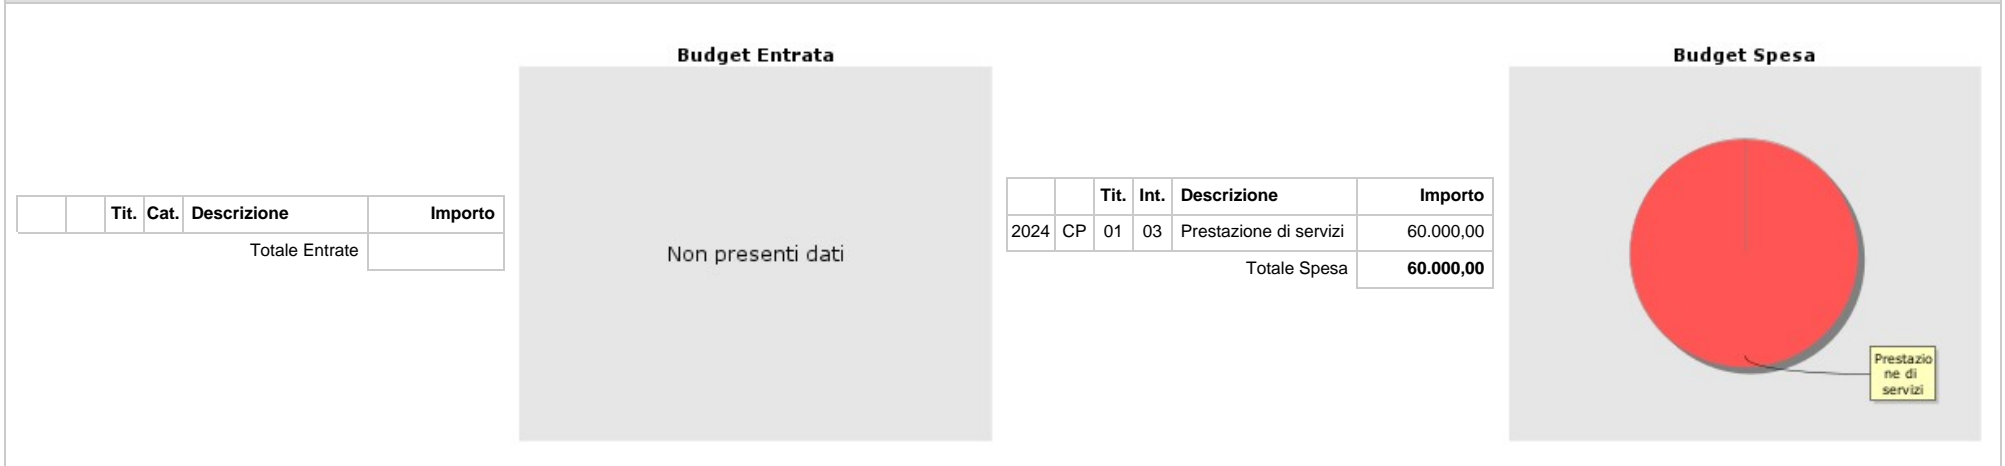 Budget Entrata
Tit. Cat. Descrizione Importo
Totale Entrate
Non presenti dati
Budget Spesa
Tit. Int. Descrizione Importo
2024 CP 01 03 Prestazione di servizi 60.000,00
Totale Spesa 60.000,00
Prestazio
ne di
servizi